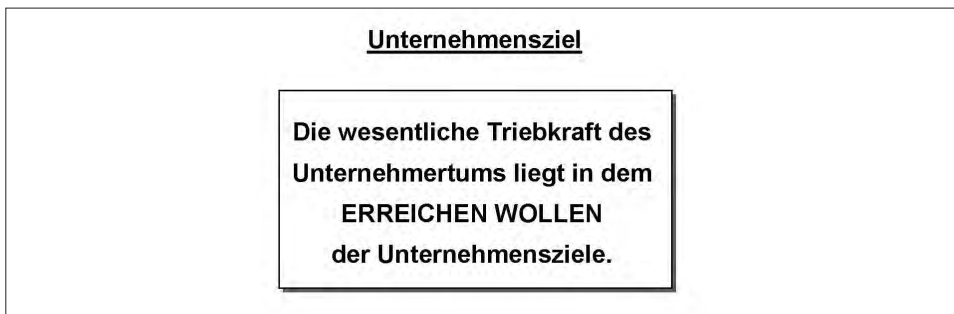 Unternehmensziel
Die wesentliche Triebkraft des
Unternehmertums liegt in dem
ERREICHEN WOLLEN
der Unternehmensziele.